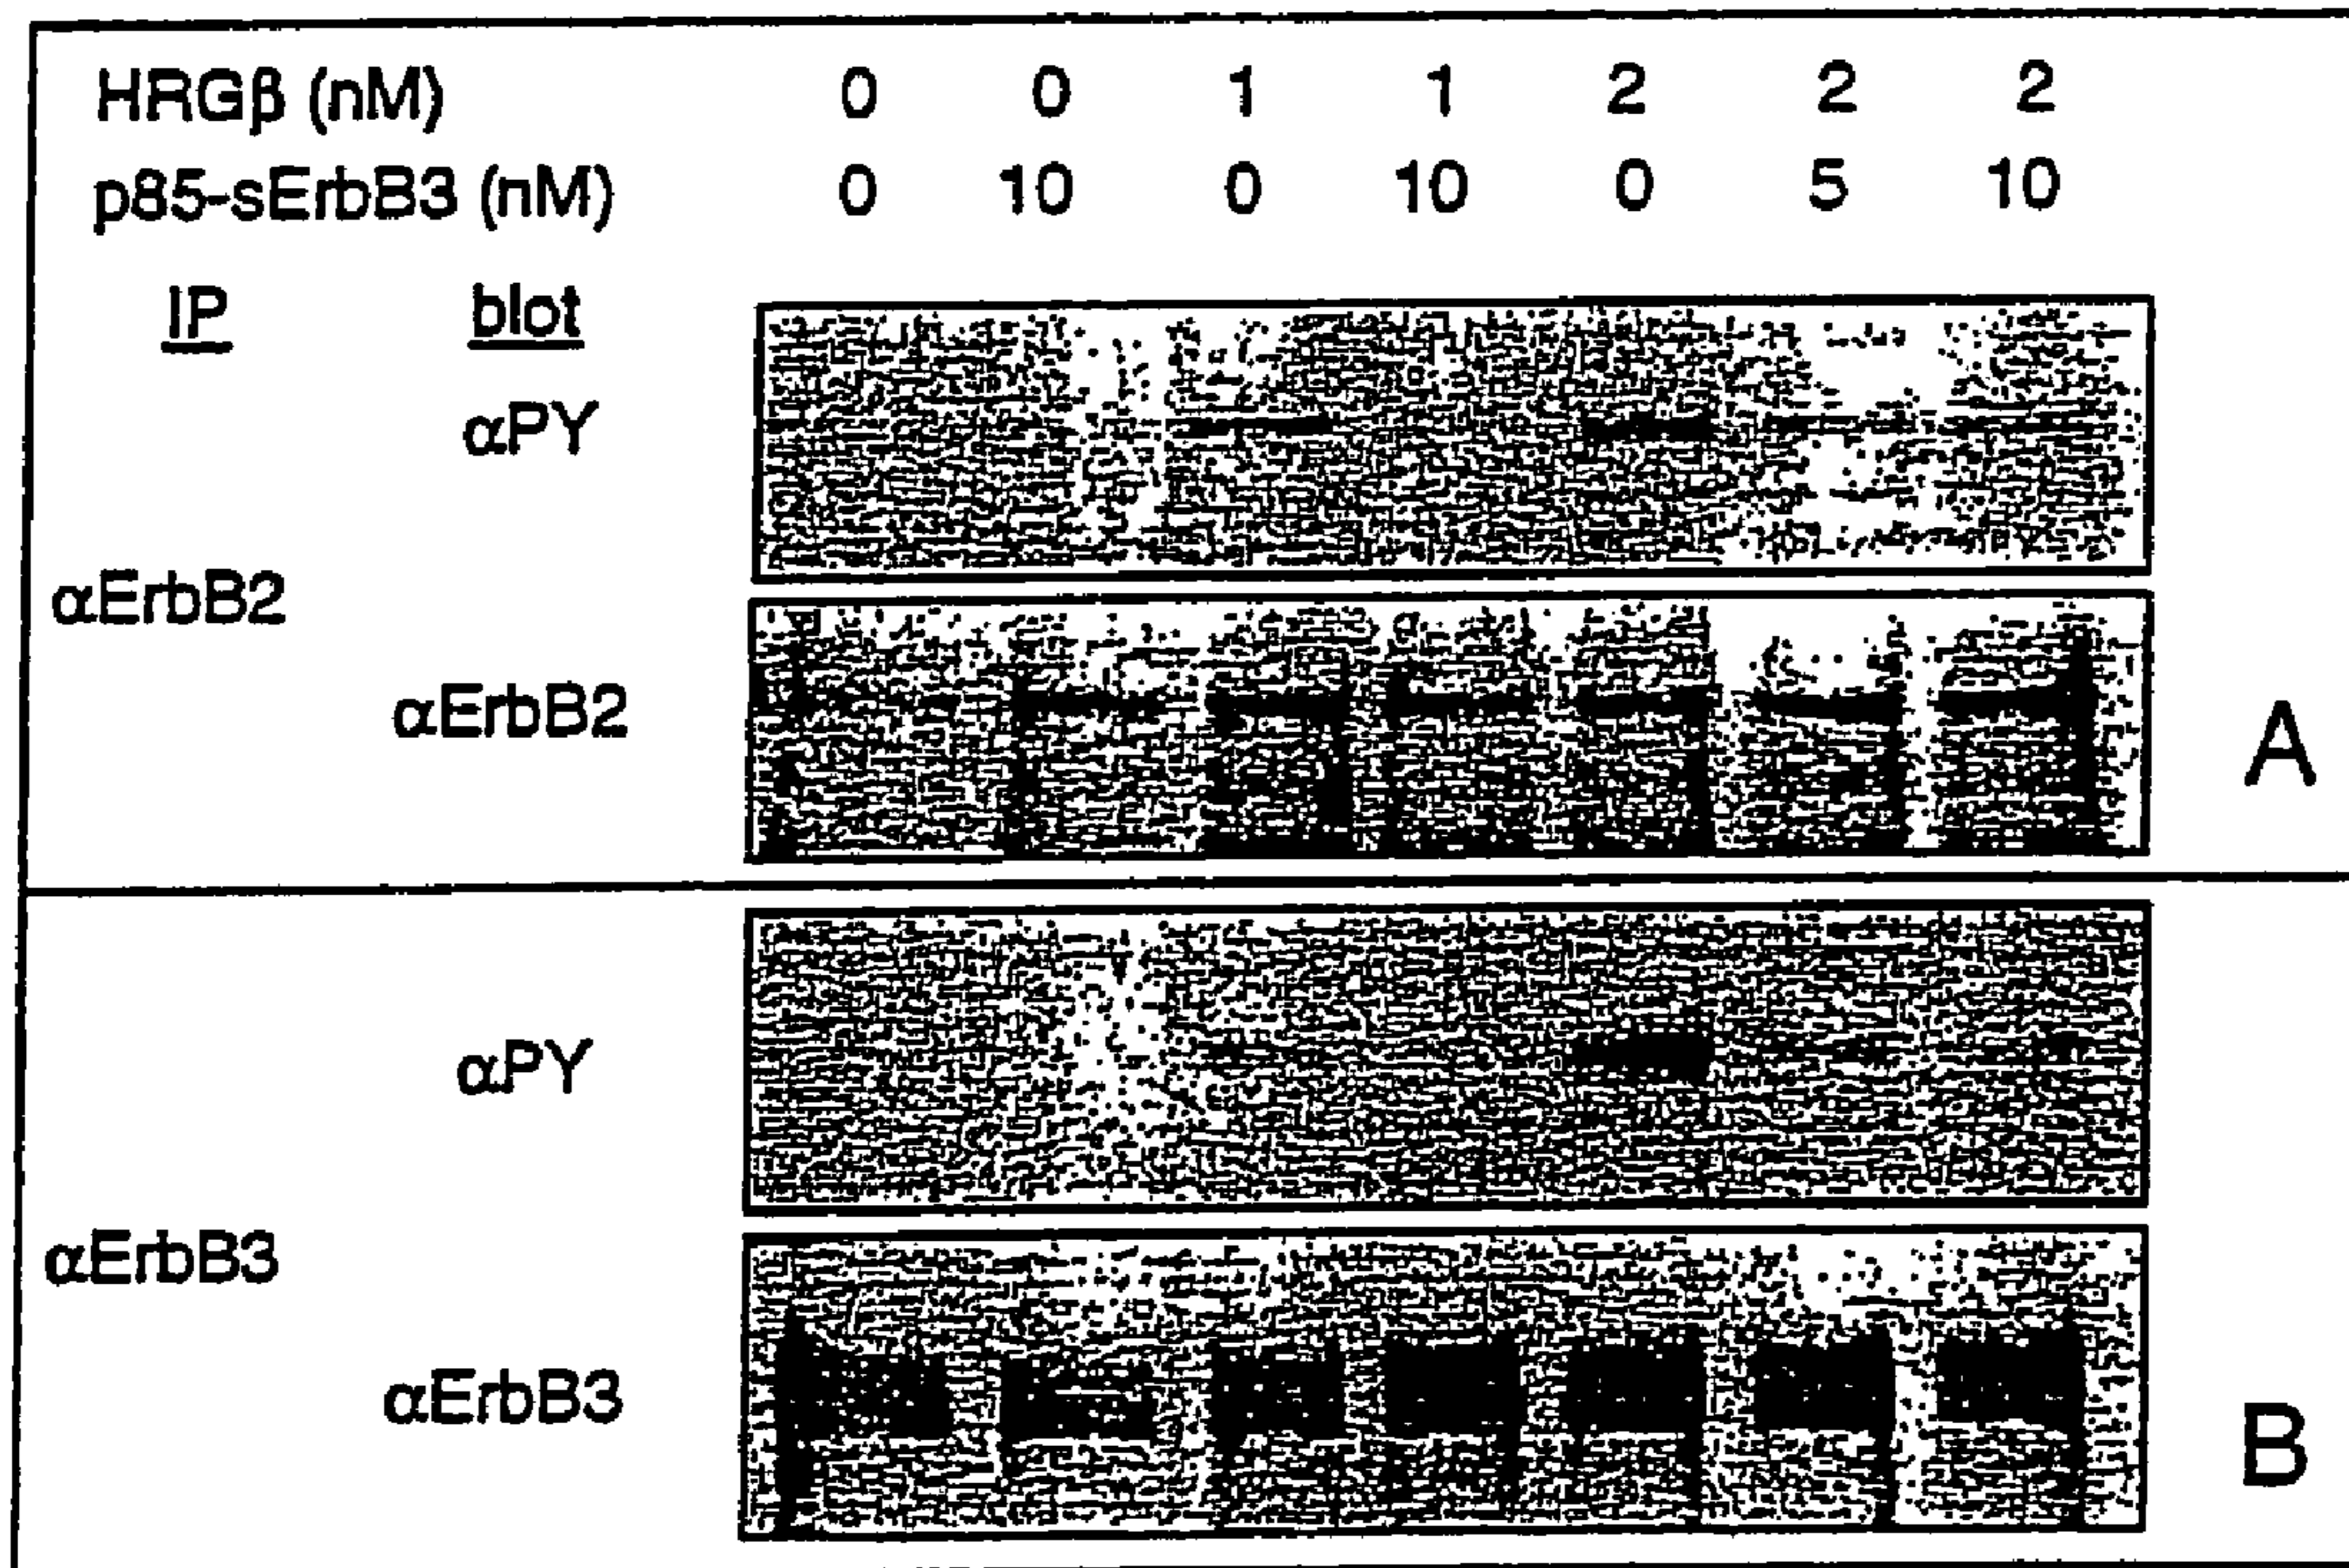 HRGβ (nM) 0 0 1 1 2 2 2
p85-sErbB3 (nM) 0 10 0 10 0 5 10
IP blot
αPY
αErbB2
αErbB2
A
αPY
αErbB3
αErbB3
B